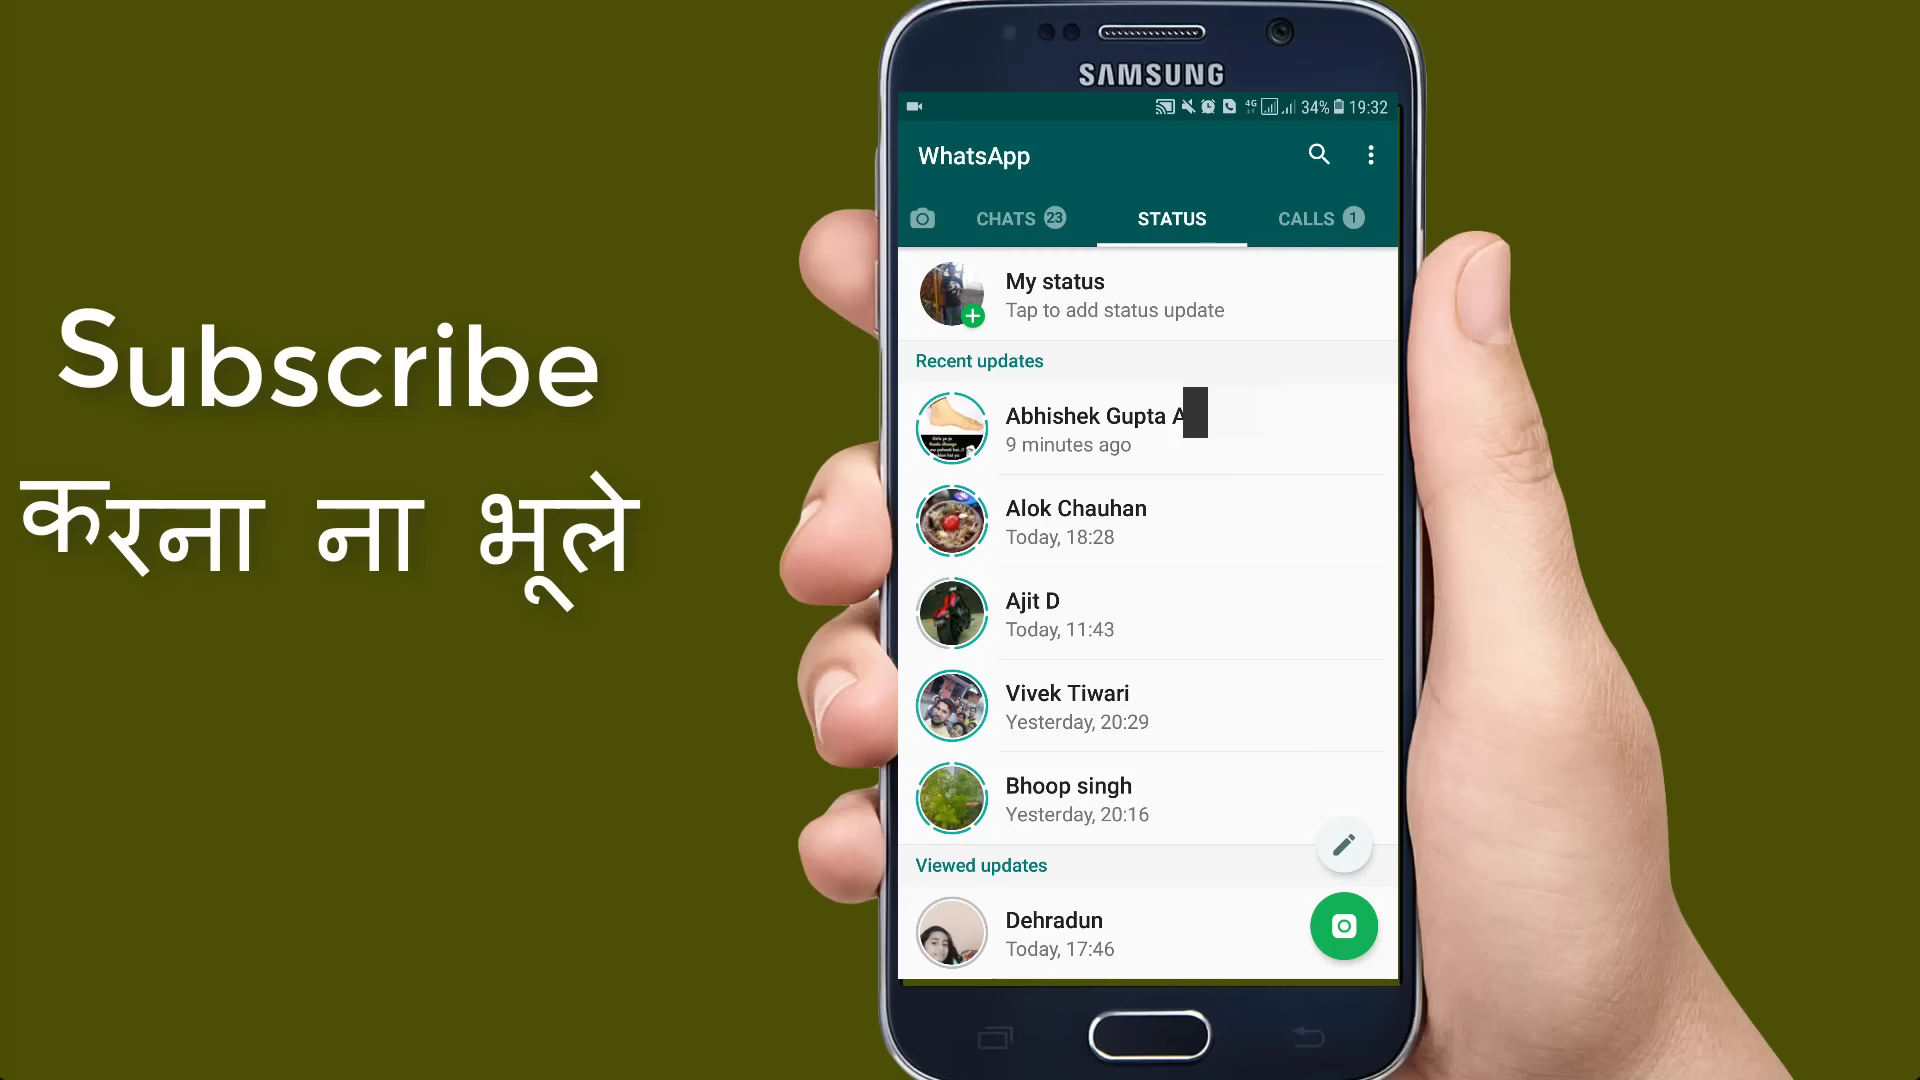 Subscribe
करना ना भूले
SAMSUNG
4G 34% 19:32
WhatsApp
CHATS 23 STATUS CALLS 1
My status
Tap to add status update
Recent updates
Abhishek Gupta A
9 minutes ago
Alok Chauhan
Today, 18:28
Ajit D
Today, 11:43
Vivek Tiwari
Yesterday, 20:29
Bhoop singh
Yesterday, 20:16
Viewed updates
Dehradun
Today, 17:46